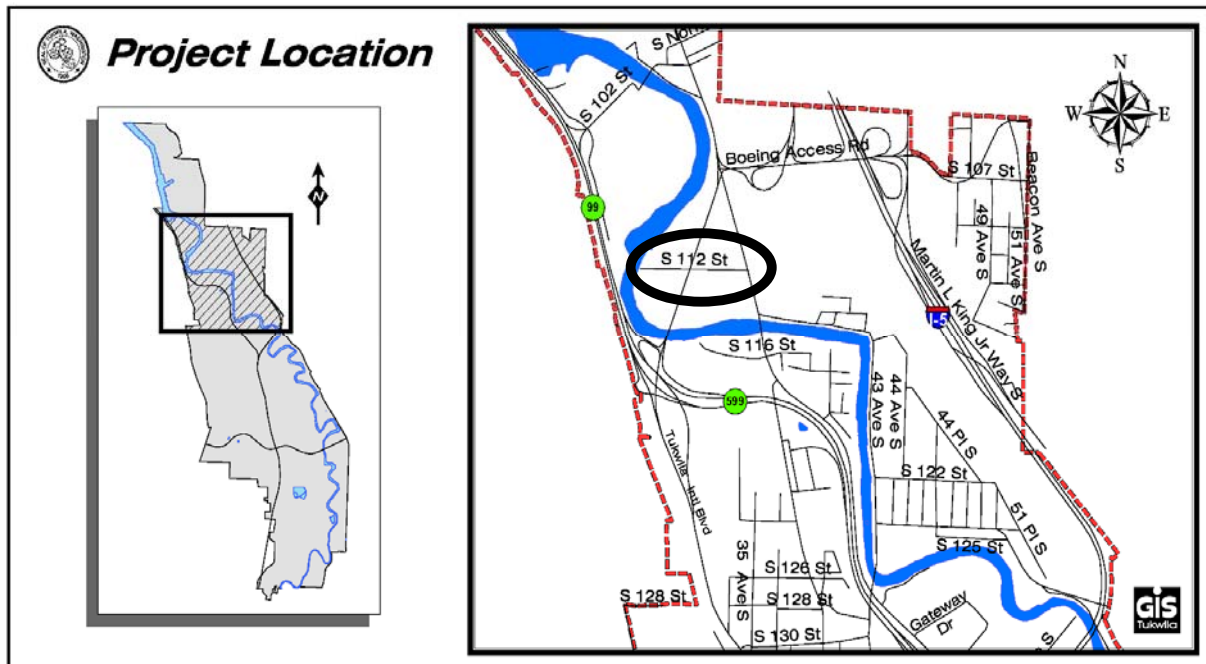 Project Location
N
S Norf
S 102 St
N
W E
S
Boeing Access Rd
S 107 St
Beacon Ave S
49 Ave S
51 Ave S
99
S 112 St
Martin L King Jr Way S
I-5
S 116 St
599
43 Ave S
44 Ave S
44 Pl S
Tukwila Intl Blvd
S 122 St
51 Pl S
35 Ave S
S 125 St
S 126 St
S 128 St
S 128 St
S 130 St
Gateway
Dr
S
GIS
Tukwila